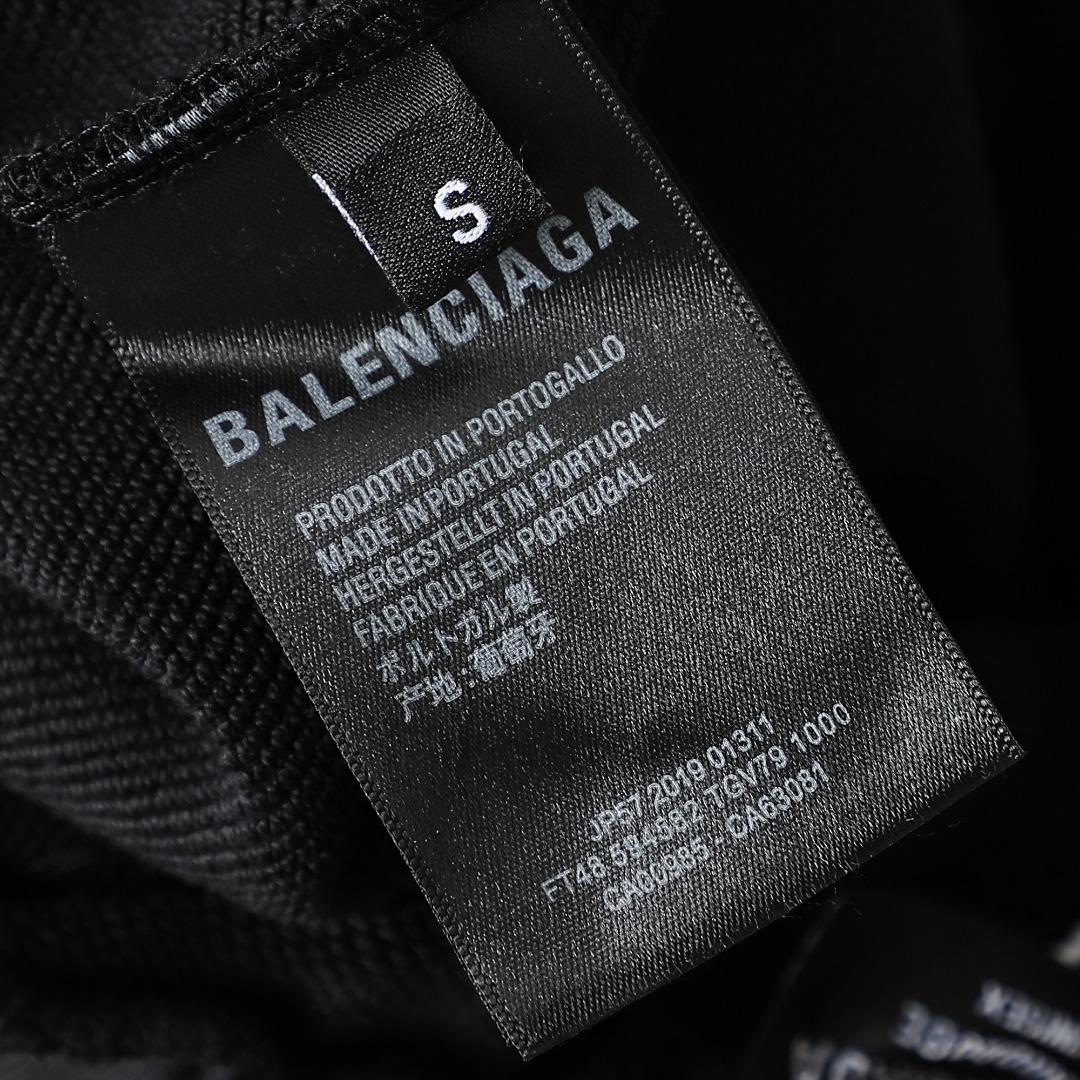 S
BALENCIAGA
PRODOTTO IN PORTOGALLO
MADE IN PORTUGAL
HERGESTELLT IN PORTUGAL
FABRIQUE EN PORTUGAL
ポルトガル製
产地:葡萄牙
JP57 2019 01311
FT48 594582 TGV79 1000
CA00985 - CA63081